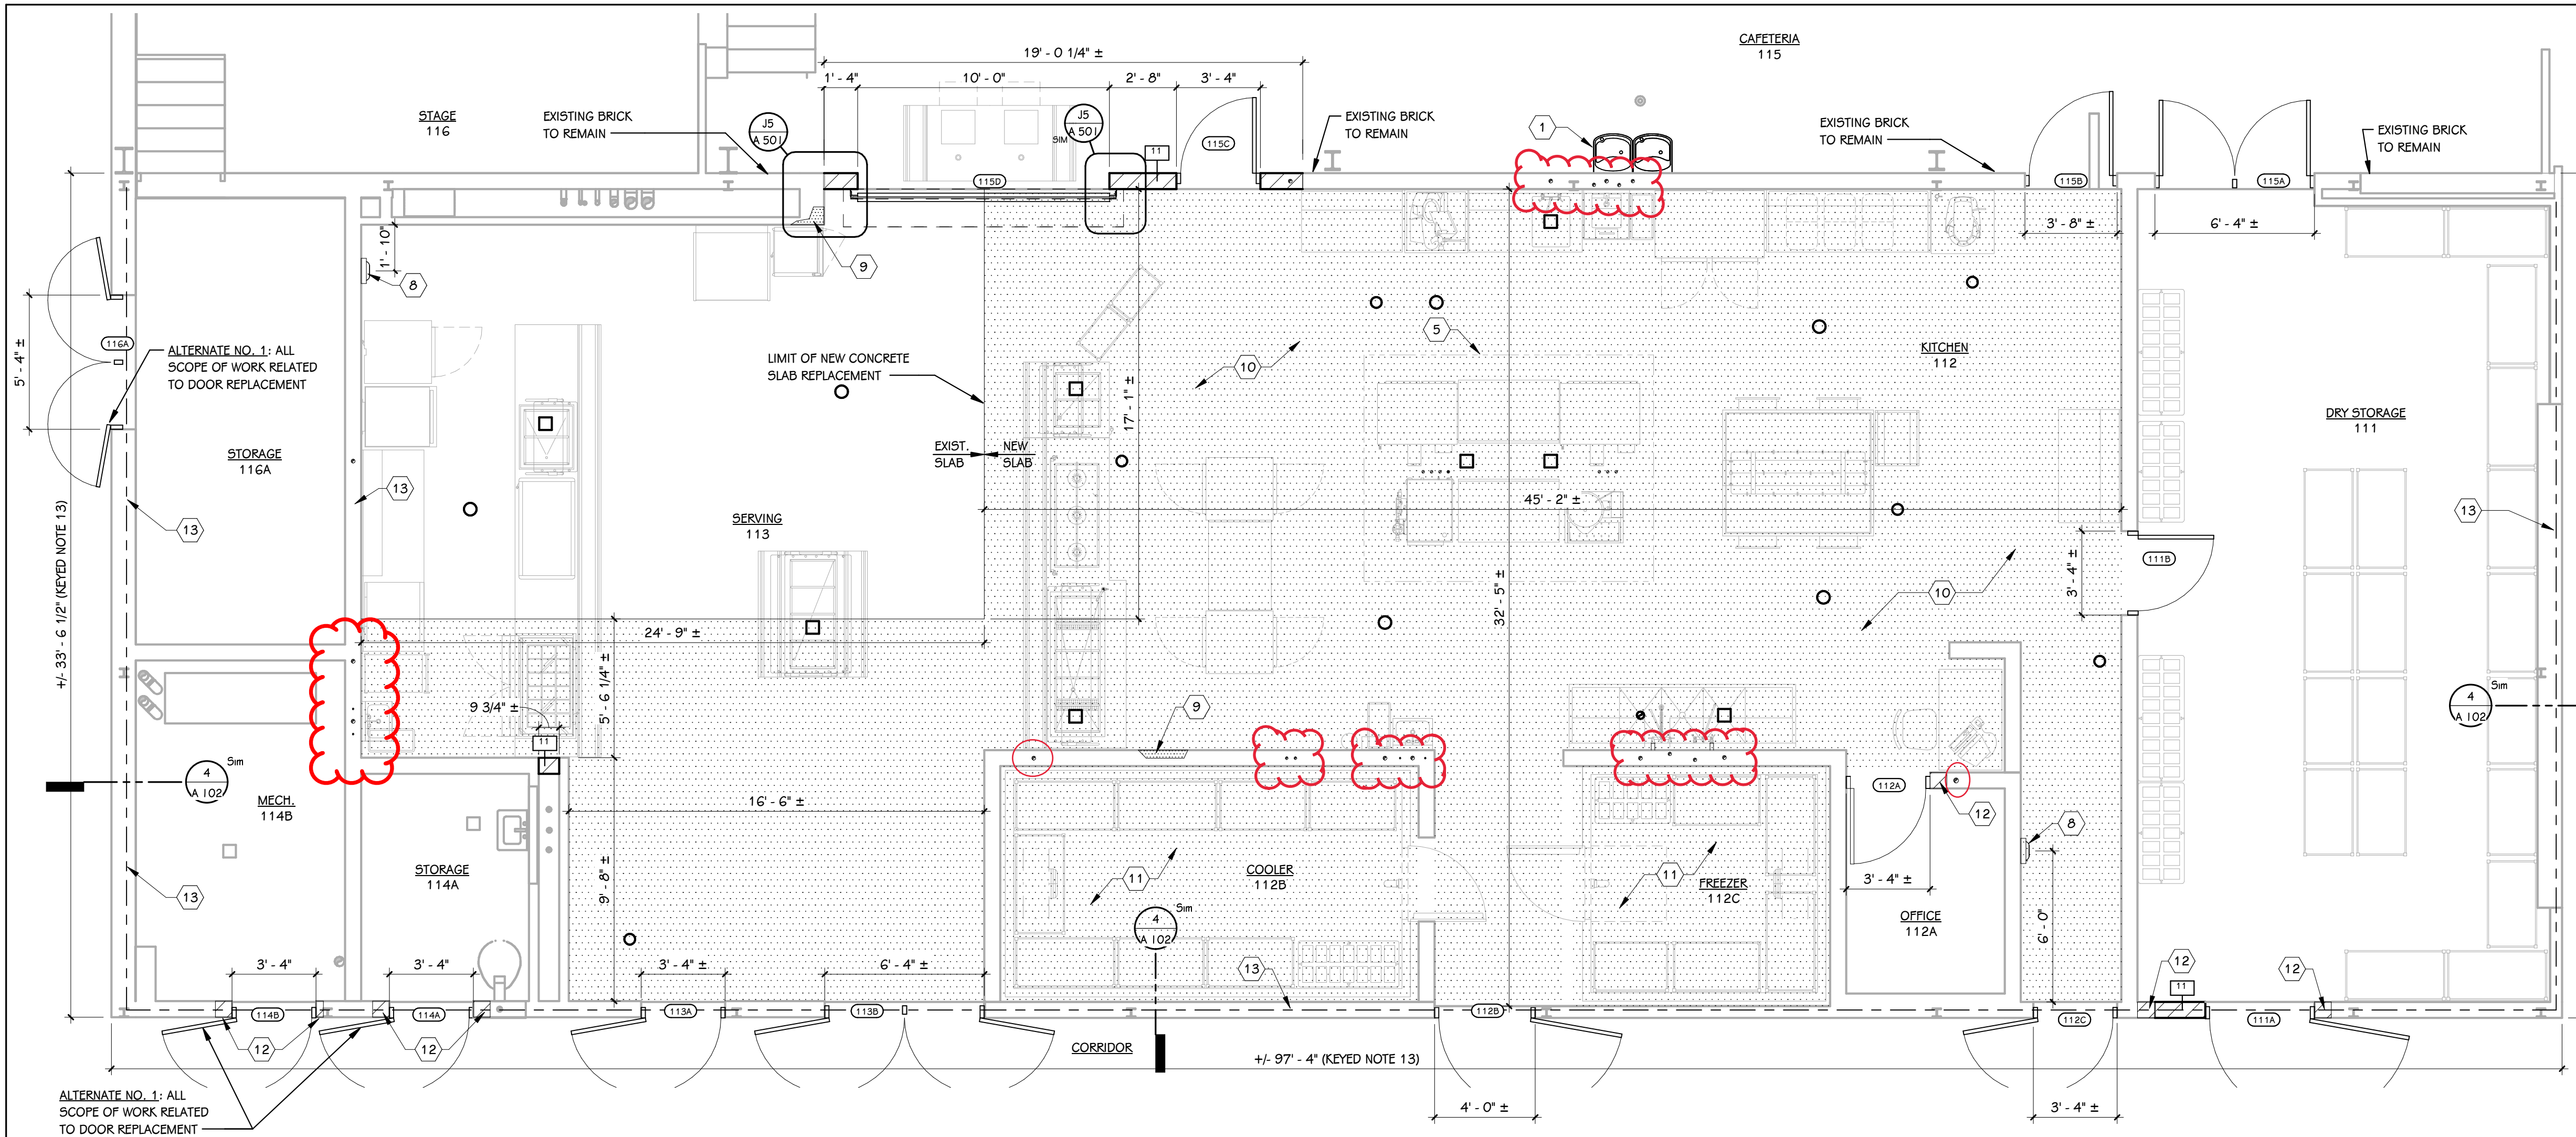 CAFETERIA
115
19' - 0 1/4" ±
1' - 4"
10' - 0"
2' - 8"
3' - 4"
STAGE
116
EXISTING BRICK
TO REMAIN
J5
A 501
J5
A 501
SIM
11
115C
EXISTING BRICK
TO REMAIN
1
EXISTING BRICK
TO REMAIN
EXISTING BRICK
TO REMAIN
115D
115B
115A
3' - 8" ±
6' - 4" ±
1' - 10"
8
9
5' - 4" ±
116A
ALTERNATE NO. 1: ALL
SCOPE OF WORK RELATED
TO DOOR REPLACEMENT
LIMIT OF NEW CONCRETE
SLAB REPLACEMENT
10
5
KITCHEN
112
17' - 1" ±
DRY STORAGE
111
STORAGE
116A
EXIST.
SLAB
NEW
SLAB
13
13
SERVING
113
45' - 2" ±
13
+/- 33' - 6 1/2" (KEYED NOTE 13)
3' - 4" ±
111B
10
32' - 5" ±
24' - 9" ±
5' - 6 1/4" ±
9 3/4" ±
11
9
4
A 102
Sim
4
A 102
Sim
MECH.
114B
16' - 6" ±
112A
12
8
STORAGE
114A
9' - 8" ±
11
COOLER
112B
11
FREEZER
112C
3' - 4" ±
OFFICE
112A
6' - 0"
13
4
A 102
Sim
13
12
11
12
3' - 4"
3' - 4"
3' - 4" ±
6' - 4" ±
114B
114A
113A
113B
112B
112C
111A
12
12
CORRIDOR
+/- 97' - 4" (KEYED NOTE 13)
ALTERNATE NO. 1: ALL
SCOPE OF WORK RELATED
TO DOOR REPLACEMENT
4' - 0" ±
3' - 4" ±